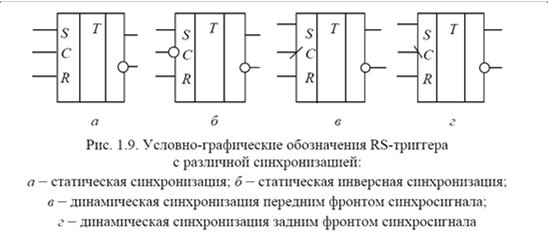 S T
C
R
S T
C
R
S T
C
R
S T
C
R
а б в г
Рис. 1.9. Условно-графические обозначения RS-триггера
с различной синхронизацией:
а – статическая синхронизация; б – статическая инверсная синхронизация;
в – динамическая синхронизация передним фронтом синхросигнала;
г – динамическая синхронизация задним фронтом синхросигнала